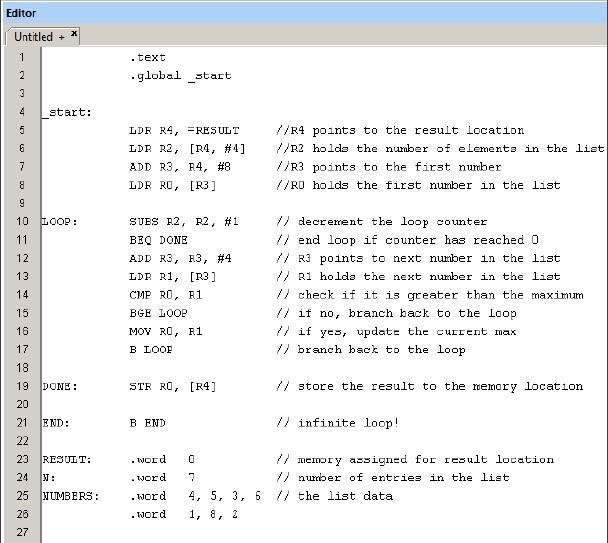 Editor
Untitled + x
1 .text
2 .global _start
3
4 _start:
5 LDR R4, =RESULT //R4 points to the result location
6 LDR R2, [R4, #4] //R2 holds the number of elements in the list
7 ADD R3, R4, #8 //R3 points to the first number
8 LDR R0, [R3] //R0 holds the first number in the list
9
10 LOOP: SUBS R2, R2, #1 // decrement the loop counter
11 BEQ DONE // end loop if counter has reached 0
12 ADD R3, R3, #4 // R3 points to next number in the list
13 LDR R1, [R3] // R1 holds the next number in the list
14 CMP R0, R1 // check if it is greater than the maximum
15 BGE LOOP // if no, branch back to the loop
16 MOV R0, R1 // if yes, update the current max
17 B LOOP // branch back to the loop
18
19 DONE: STR R0, [R4] // store the result to the memory location
20
21 END: B END // infinite loop!
22
23 RESULT: .word 0 // memory assigned for result location
24 N: .word 7 // number of entries in the list
25 NUMBERS: .word 4, 5, 3, 6 // the list data
26 .word 1, 8, 2
27